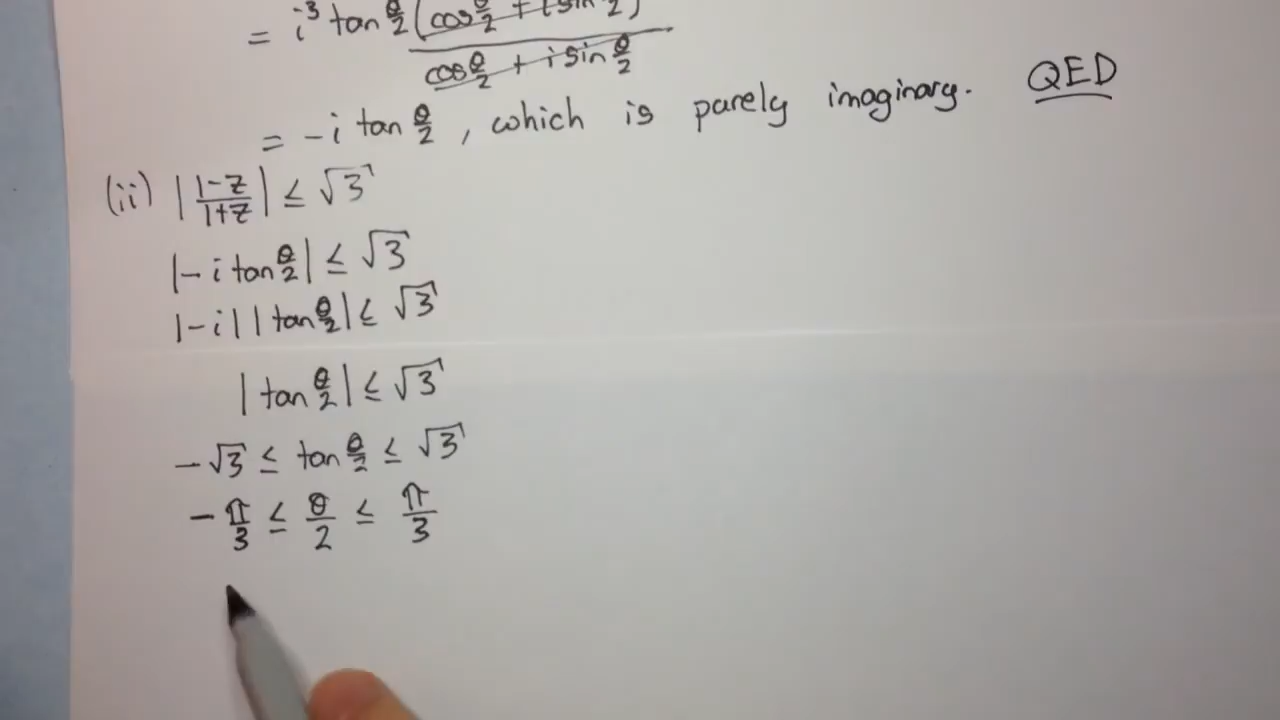 = i³ tan θ/2 (cos θ/2 + i sin θ/2) / cos θ/2 + i sin θ/2
= -i tan θ/2, which is purely imaginary. QED
(ii) |1-z / 1+z| ≤ √3
|-i tan θ/2| ≤ √3
|-i| |tan θ/2| ≤ √3
|tan θ/2| ≤ √3
-√3 ≤ tan θ/2 ≤ √3
-π/3 ≤ θ/2 ≤ π/3